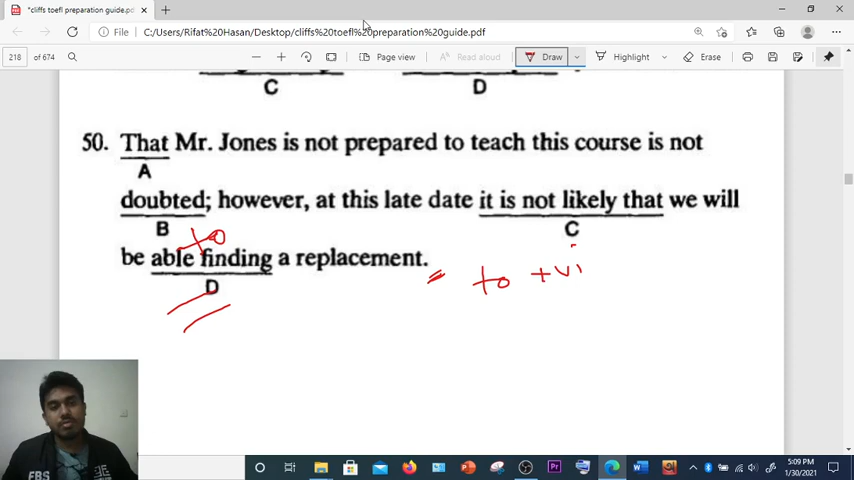 *cliffs toefl preparation guide.pd
File C:/Users/Rifat%20Hasan/Desktop/cliffs%20toefl%20preparation%20guide.pdf
218 of 674 Page view Read aloud Draw Highlight Erase
C D
50. That Mr. Jones is not prepared to teach this course is not
A
doubted; however, at this late date it is not likely that we will
B C
to
be able finding a replacement.
D
= to +vi
FBS
5:09 PM
1/30/2021